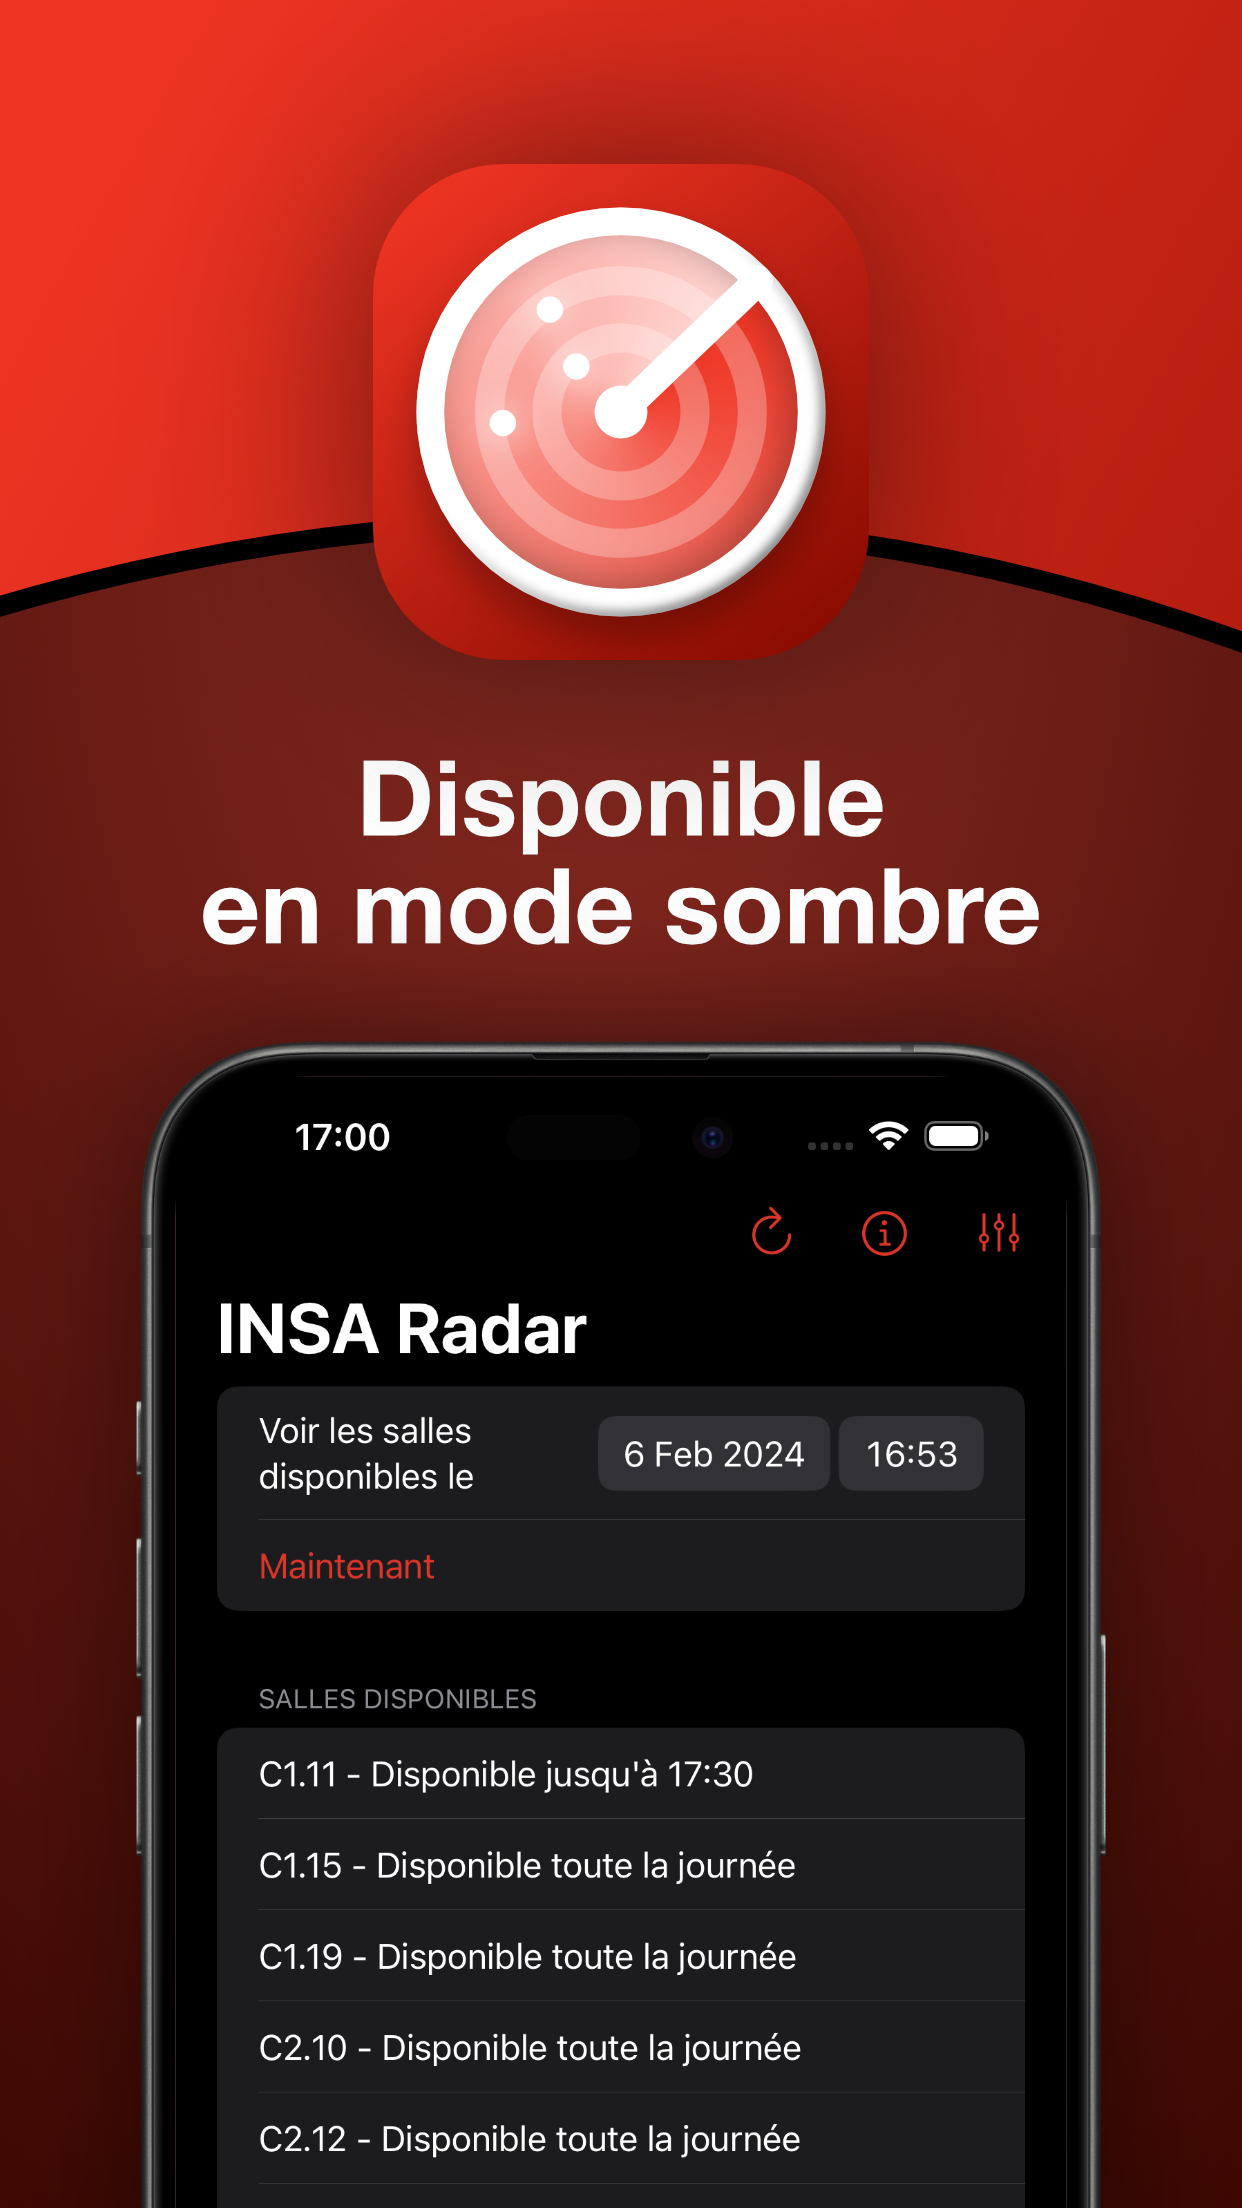 Disponible
en mode sombre
17:00
INSA Radar
Voir les salles
disponibles le
6 Feb 2024
16:53
Maintenant
SALLES DISPONIBLES
C1.11 - Disponible jusqu'à 17:30
C1.15 - Disponible toute la journée
C1.19 - Disponible toute la journée
C2.10 - Disponible toute la journée
C2.12 - Disponible toute la journée